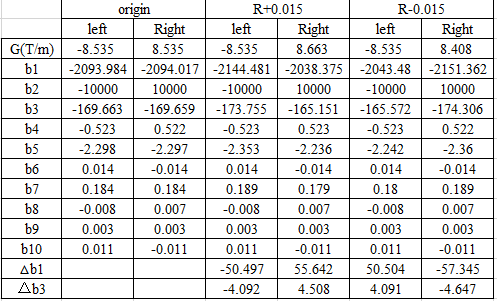 origin R+0.015 R-0.015
left Right left Right left Right
G(T/m) -8.535 8.535 -8.535 8.663 -8.535 8.408
b1 -2093.984 -2094.017 -2144.481 -2038.375 -2043.48 -2151.362
b2 -10000 10000 -10000 10000 -10000 10000
b3 -169.663 -169.659 -173.755 -165.151 -165.572 -174.306
b4 -0.523 0.522 -0.523 0.523 -0.523 0.522
b5 -2.298 -2.297 -2.353 -2.236 -2.242 -2.36
b6 0.014 -0.014 0.014 -0.014 0.014 -0.014
b7 0.184 0.184 0.189 0.179 0.18 0.189
b8 -0.008 0.007 -0.008 0.007 -0.008 0.007
b9 0.003 0.003 0.003 0.003 0.003 0.003
b10 0.011 -0.011 0.011 -0.011 0.011 -0.011
△b1 -50.497 55.642 50.504 -57.345
△b3 -4.092 4.508 4.091 -4.647